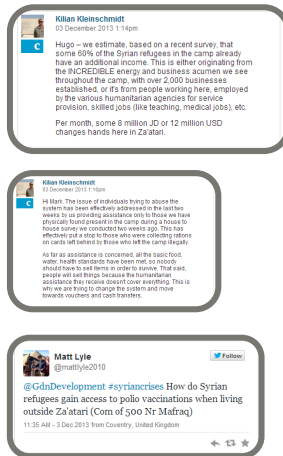 Kilian Kleinschmidt
03 December 2013 1:14pm
c
Hugo – we estimate, based on a recent survey, that
some 60% of the Syrian refugees in the camp already
have an additional income. This is either originating from
the INCREDIBLE energy and business acumen we see
throughout the camp, with over 2,000 businesses
established, or it's from people working here, employed
by the various humanitarian agencies for service
provision, skilled jobs (like teaching, medical jobs), etc.
Per month, some 8 million JD or 12 million USD
changes hands here in Za'atari.
Kilian Kleinschmidt
03 December 2013 1:10pm
c
Hi Mark. The issue of individuals trying to abuse the
system has been effectively addressed in the last two
weeks by us providing assistance only to those we have
physically found present in the camp during a house to
house survey we conducted two weeks ago. This has
effectively put a stop to those who were collecting rations
on cards left behind by those who left the camp illegally.
As far as assistance is concerned, all the basic food,
water, health standards have been met, so nobody
should have to sell items in order to survive. That said,
people will sell things because the humanitarian
assistance they receive doesn't cover everything. This is
why we are trying to change the system and move
towards vouchers and cash transfers.
Matt Lyle
@mattlyle2010
Follow
@GdnDevelopment #syriancrises How do Syrian
refugees gain access to polio vaccinations when living
outside Za'atari (Com of 500 Nr Mafraq)
11:35 AM - 3 Dec 2013 from Coventry, United Kingdom